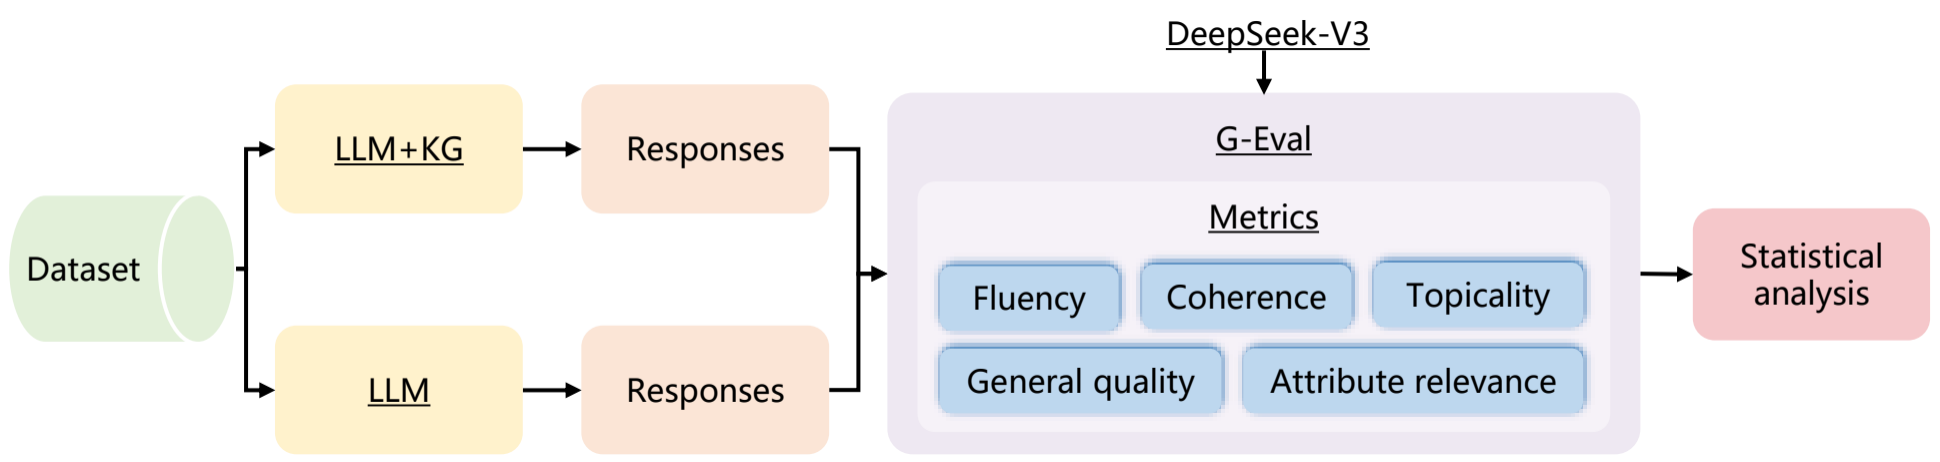 DeepSeek-V3
LLM+KG
Responses
G-Eval
Metrics
Dataset
Fluency
Coherence
Topicality
Statistical
analysis
General quality
Attribute relevance
LLM
Responses